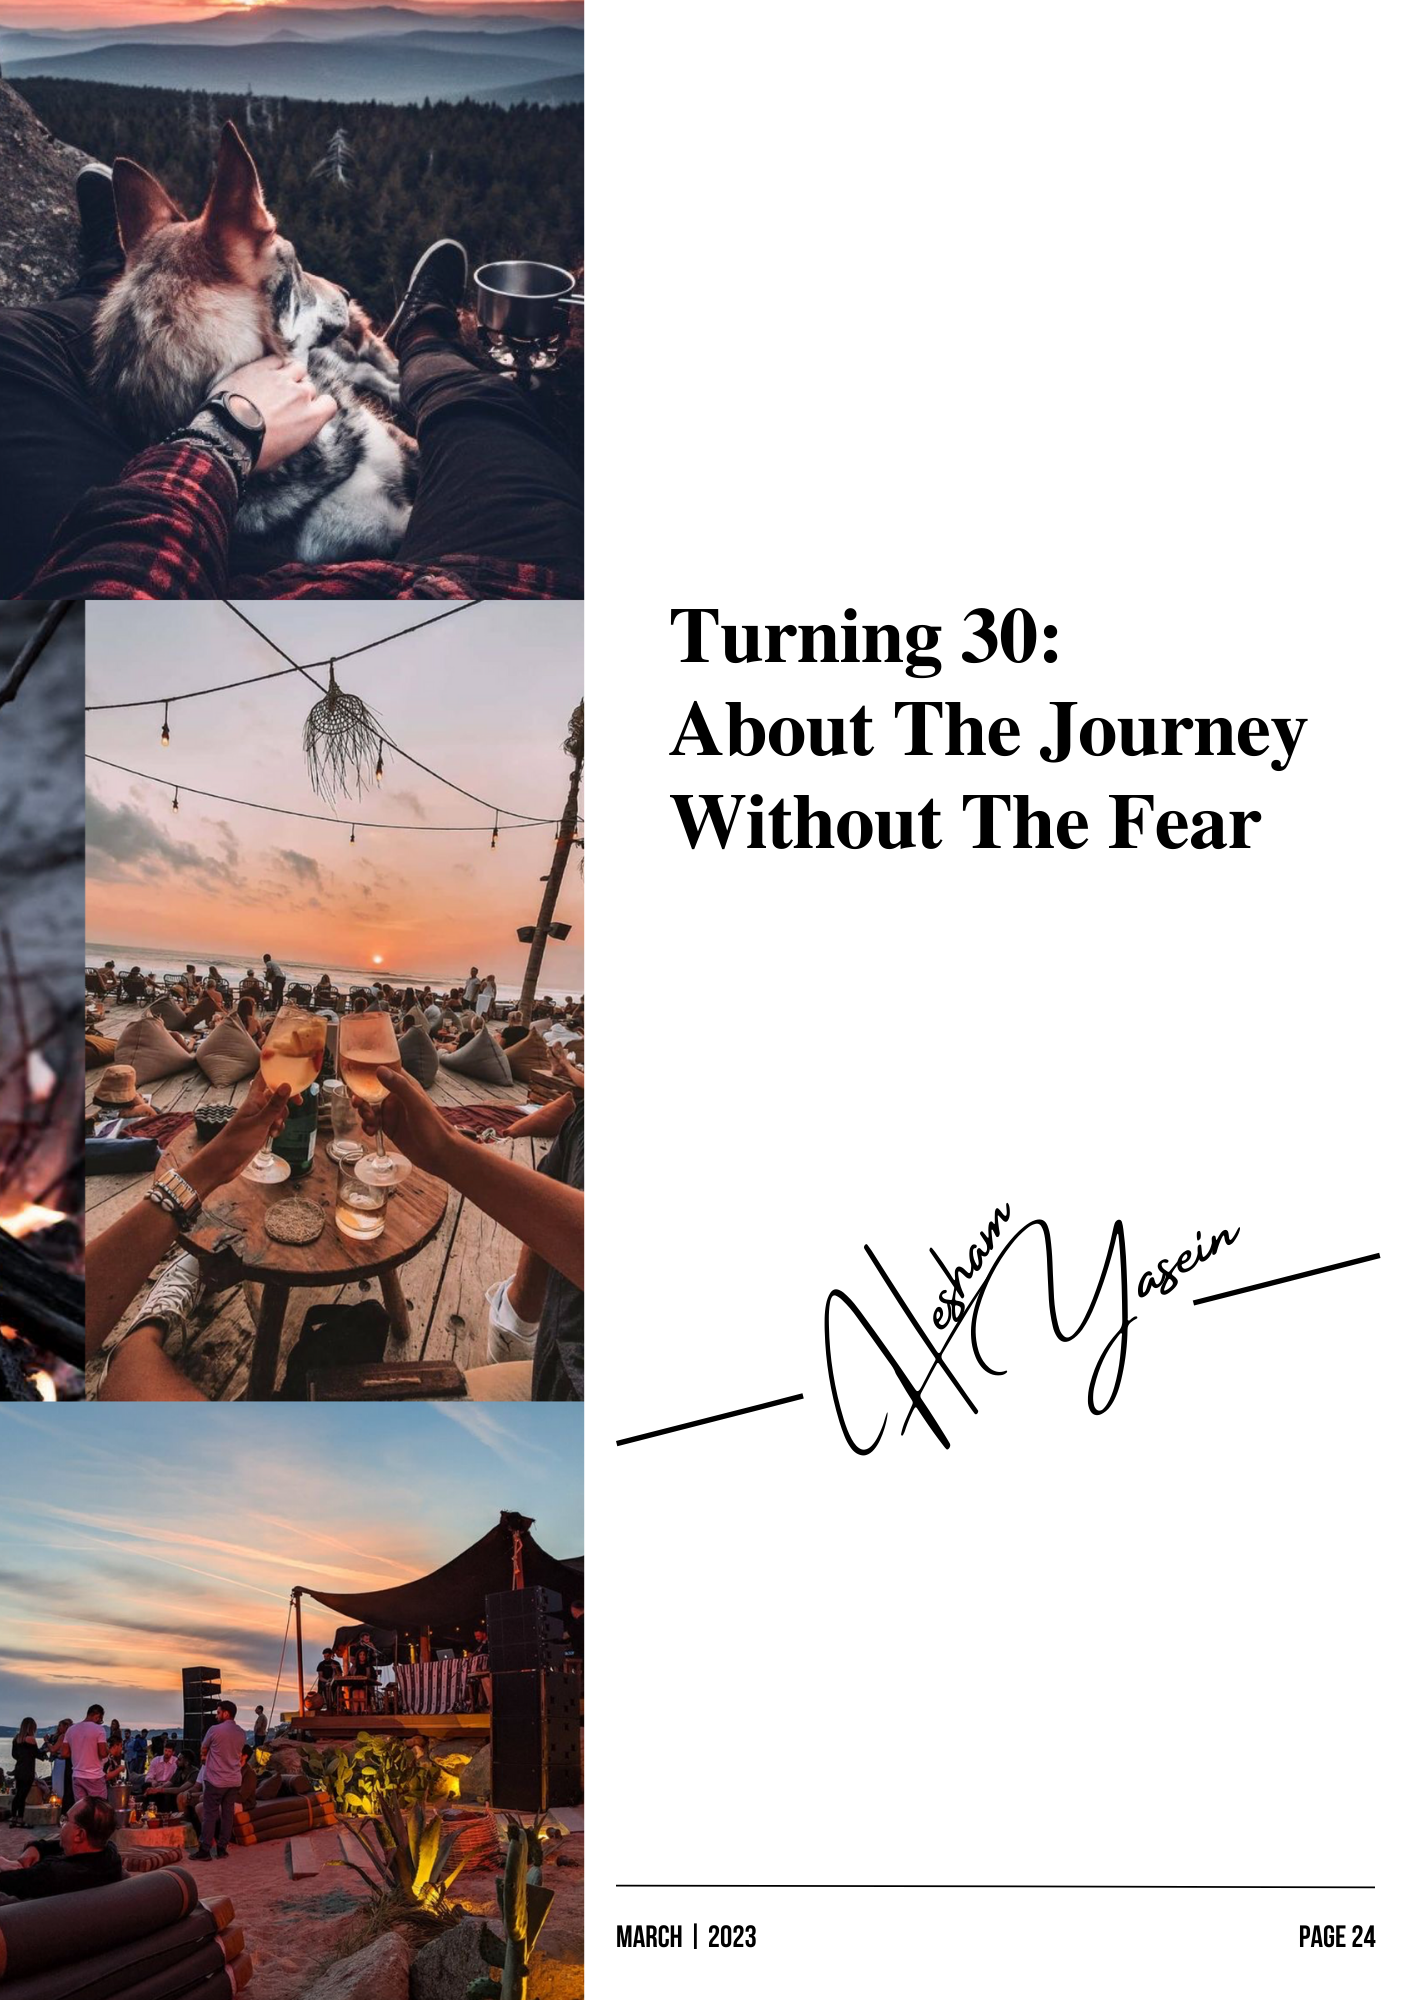 Turning 30:
About The Journey
Without The Fear
Hesham Yasein
MARCH | 2023
PAGE 24